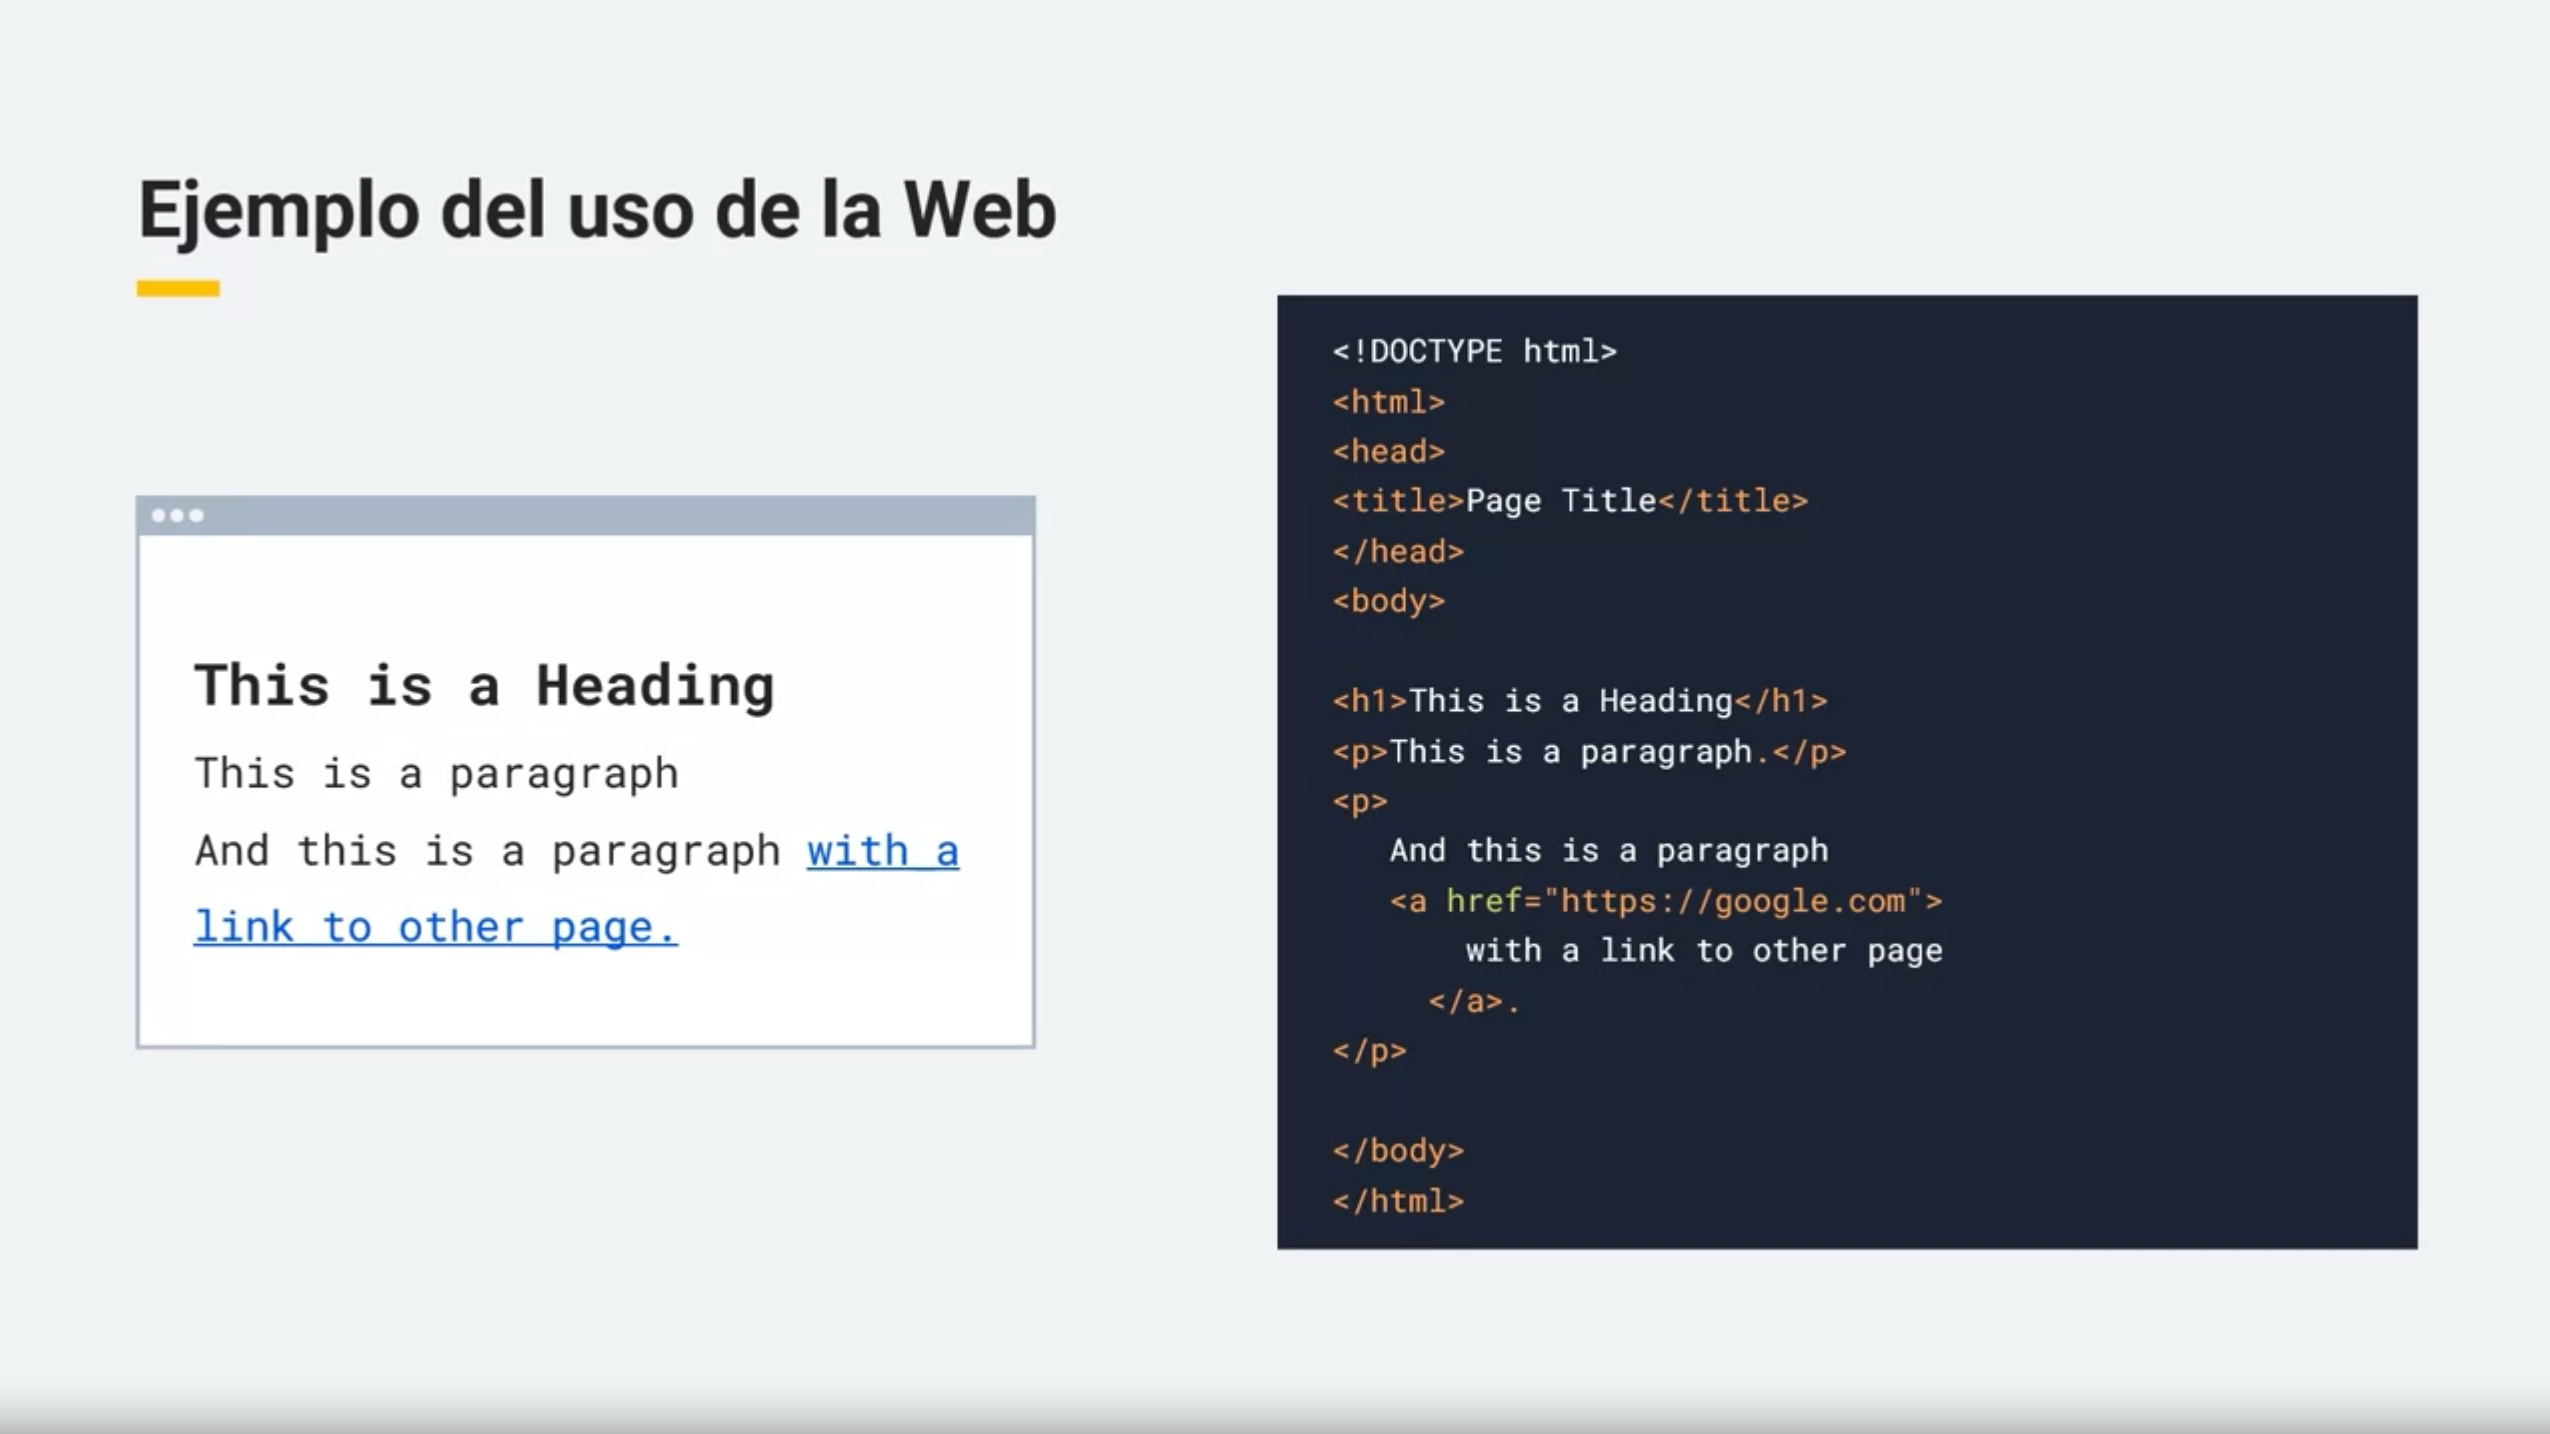 Ejemplo del uso de la Web
This is a Heading
This is a paragraph
And this is a paragraph with a
link to other page.
<!DOCTYPE html>
<html>
<head>
<title>Page Title</title>
</head>
<body>
<h1>This is a Heading</h1>
<p>This is a paragraph.</p>
<p>
And this is a paragraph
<a href="https://google.com">
with a link to other page
</a>.
</p>
</body>
</html>